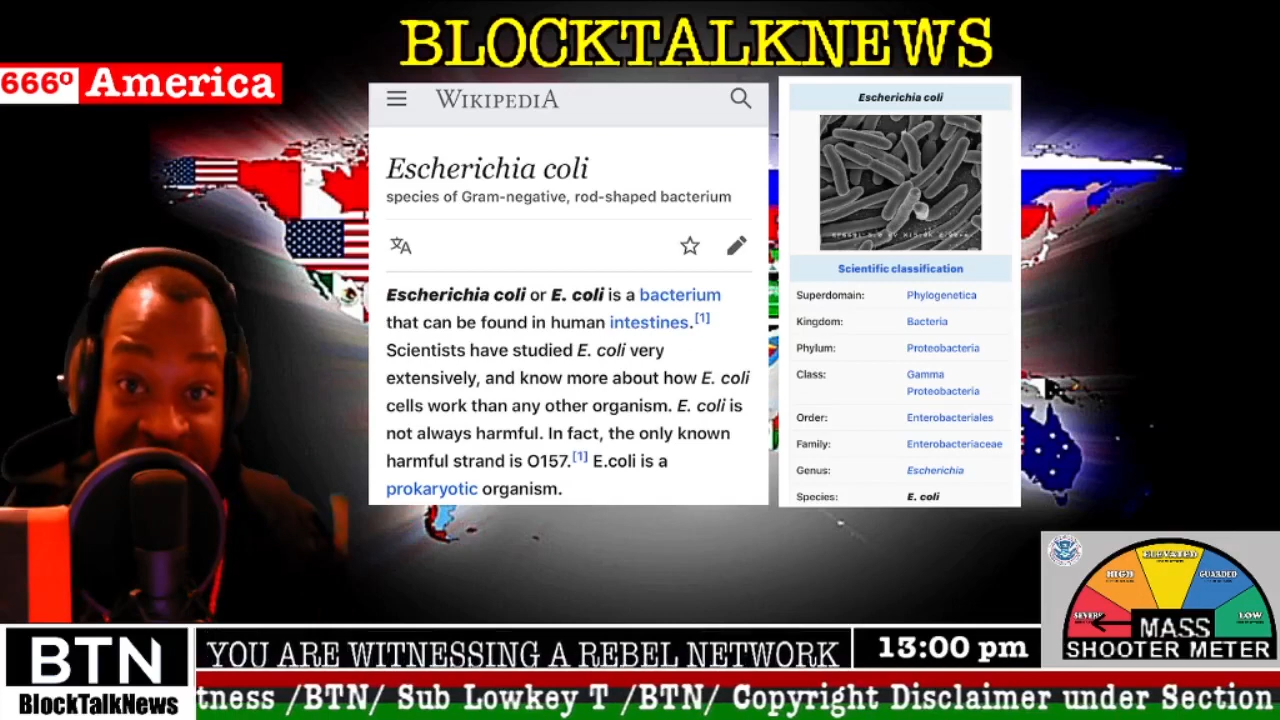 BLOCKTALKNEWS
666º America
WIKIPEDIA
Escherichia coli
species of Gram-negative, rod-shaped bacterium
Escherichia coli or E. coli is a bacterium
that can be found in human intestines.[1]
Scientists have studied E. coli very
extensively, and know more about how E. coli
cells work than any other organism. E. coli is
not always harmful. In fact, the only known
harmful strand is O157.[1] E.coli is a
prokaryotic organism.
Escherichia coli
Scientific classification
Superdomain: Phylogenetica
Kingdom: Bacteria
Phylum: Proteobacteria
Class: Gamma
Proteobacteria
Order: Enterobacteriales
Family: Enterobacteriaceae
Genus: Escherichia
Species: E. coli
ELEVATED
HIGH
GUARDED
SEVERE
LOW
MASS
SHOOTER METER
BTN
BlockTalkNews
YOU ARE WITNESSING A REBEL NETWORK
13:00 pm
tness /BTN/ Sub Lowkey T /BTN/ Copyright Disclaimer under Section